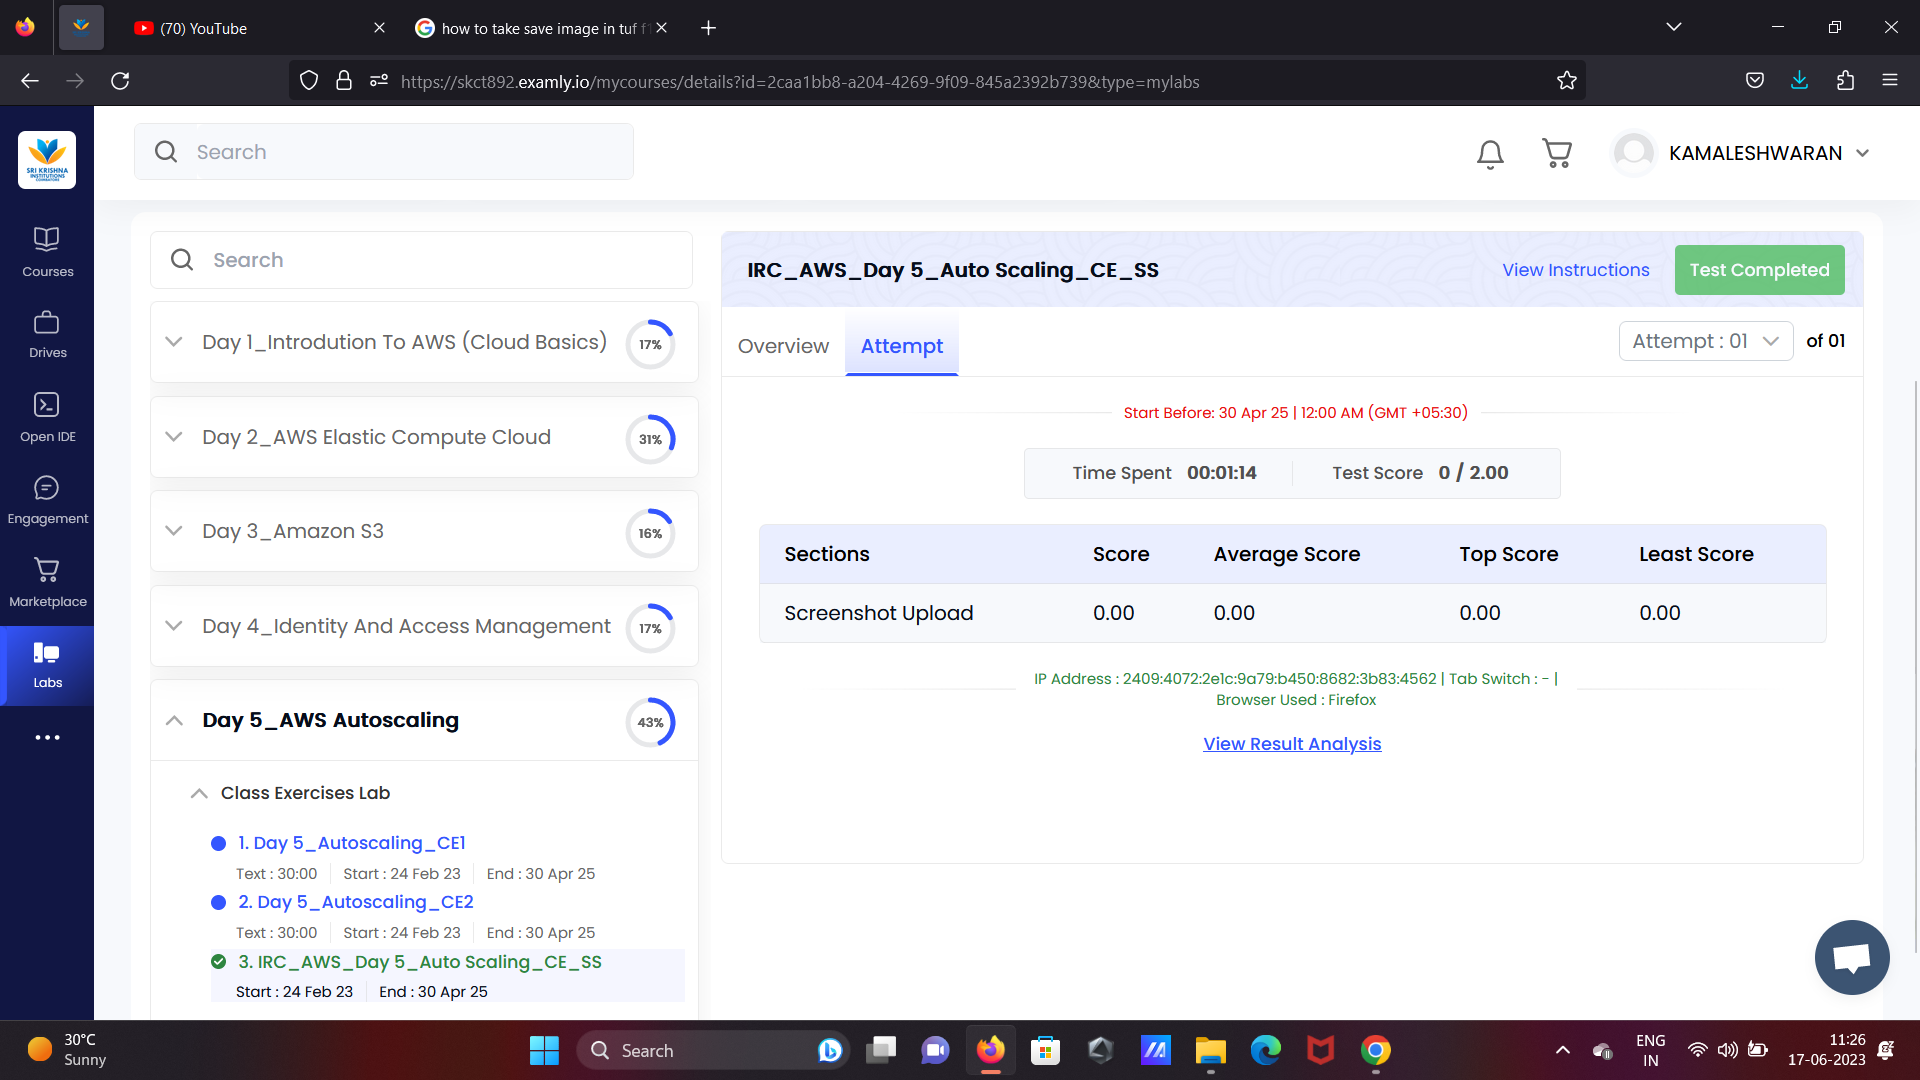 (70) YouTube
how to take save image in tuf f1
https://skct892.examly.io/mycourses/details?id=2caa1bb8-a204-4269-9f09-845a2392b739&type=mylabs
SRI KRISHNA
INSTITUTIONS
Search
KAMALESHWARAN
Courses
Drives
Open IDE
Engagement
Marketplace
Labs
Search
Day 1_Introdution To AWS (Cloud Basics)
17%
Day 2_AWS Elastic Compute Cloud
31%
Day 3_Amazon S3
16%
Day 4_Identity And Access Management
17%
Day 5_AWS Autoscaling
43%
Class Exercises Lab
1. Day 5_Autoscaling_CE1
Text : 30:00 Start : 24 Feb 23 End : 30 Apr 25
2. Day 5_Autoscaling_CE2
Text : 30:00 Start : 24 Feb 23 End : 30 Apr 25
3. IRC_AWS_Day 5_Auto Scaling_CE_SS
Start : 24 Feb 23 End : 30 Apr 25
IRC_AWS_Day 5_Auto Scaling_CE_SS
View Instructions
Test Completed
Overview
Attempt
Attempt : 01 of 01
Start Before: 30 Apr 25 | 12:00 AM (GMT +05:30)
Time Spent 00:01:14 Test Score 0 / 2.00
Sections Score Average Score Top Score Least Score
Screenshot Upload 0.00 0.00 0.00 0.00
IP Address : 2409:4072:2e1c:9a79:b450:8682:3b83:4562 | Tab Switch : - |
Browser Used : Firefox
View Result Analysis
30°C
Sunny
Search
ENG
IN
11:26
17-06-2023